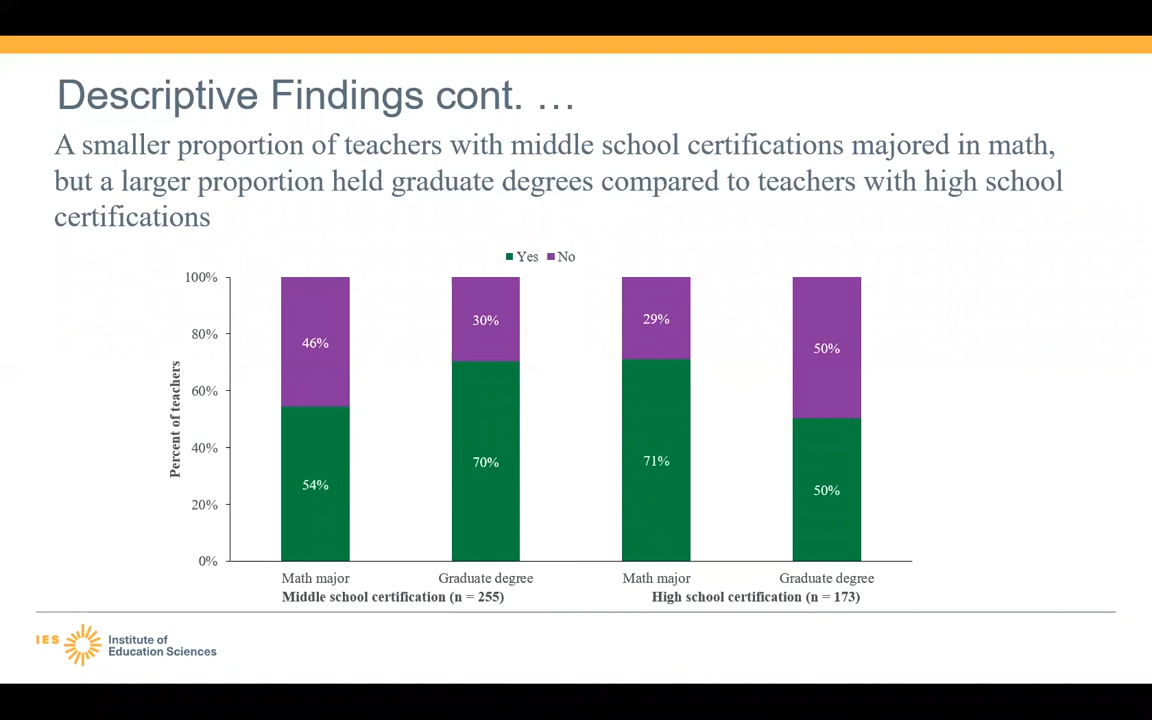 Descriptive Findings cont. …
A smaller proportion of teachers with middle school certifications majored in math,
but a larger proportion held graduate degrees compared to teachers with high school
certifications
Yes No
100%
80%
60%
40%
20%
0%
Percent of teachers
46%
30%
29%
50%
54%
70%
71%
50%
Math major Graduate degree Math major Graduate degree
Middle school certification (n = 255) High school certification (n = 173)
IES Institute of
Education Sciences